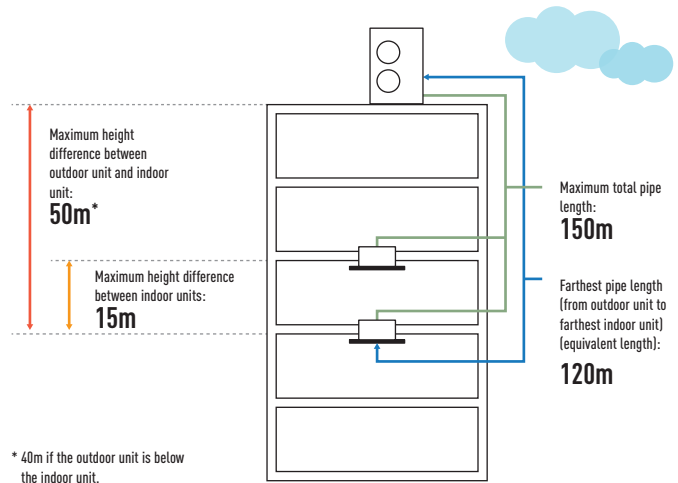 Maximum height
difference between
outdoor unit and indoor
unit:
50m*
Maximum height difference
between indoor units:
15m
Maximum total pipe
length:
150m
Farthest pipe length
(from outdoor unit to
farthest indoor unit)
(equivalent length):
120m
* 40m if the outdoor unit is below
the indoor unit.